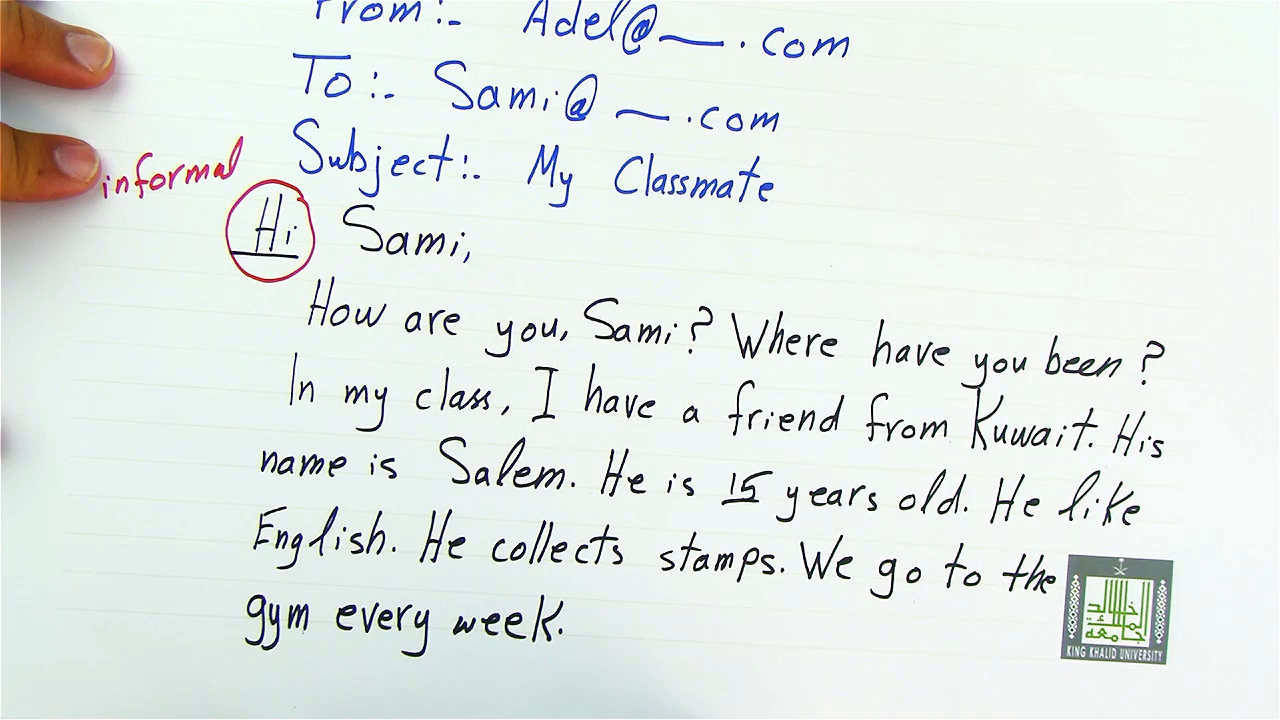 From:- Adel@__.com
To:- Sami@__.com
Subject:- My Classmate
informal
Hi Sami,
How are you, Sami? Where have you been?
In my class, I have a friend from Kuwait. His
name is Salem. He is 15 years old. He like
English. He collects stamps. We go to the
gym every week.
KING KHALID UNIVERSITY